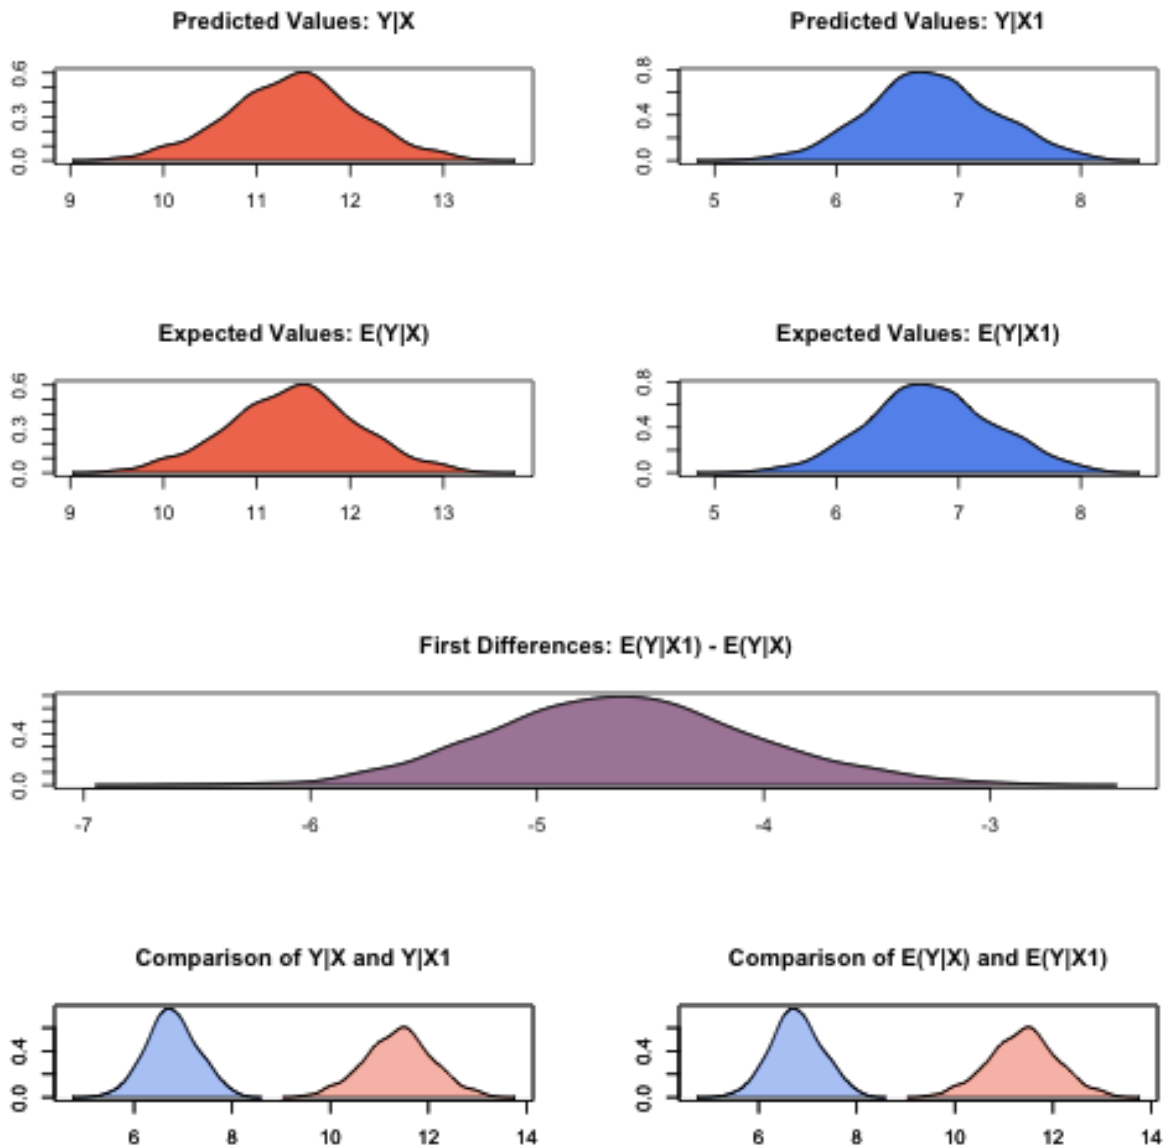 Predicted Values: Y|X
0.0 0.3 0.6
9 10 11 12 13
Predicted Values: Y|X1
0.0 0.4 0.8
5 6 7 8
Expected Values: E(Y|X)
0.0 0.3 0.6
9 10 11 12 13
Expected Values: E(Y|X1)
0.0 0.4 0.8
5 6 7 8
First Differences: E(Y|X1) - E(Y|X)
0.0 0.4
-7 -6 -5 -4 -3
Comparison of Y|X and Y|X1
0.0 0.4
6 8 10 12 14
Comparison of E(Y|X) and E(Y|X1)
0.0 0.4
6 8 10 12 14